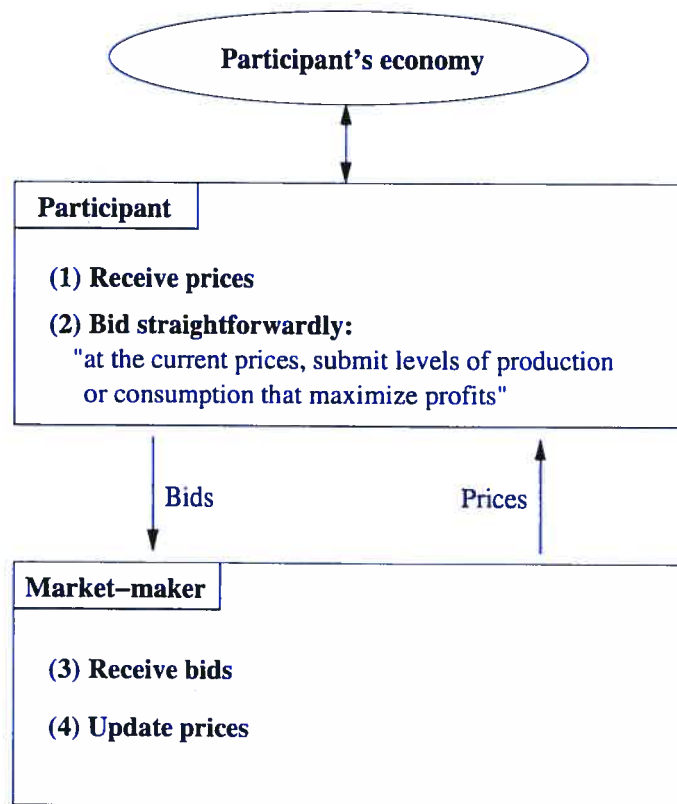 Participant's economy
Participant
(1) Receive prices
(2) Bid straightforwardly:
"at the current prices, submit levels of production
or consumption that maximize profits"
Bids
Prices
Market–maker
(3) Receive bids
(4) Update prices